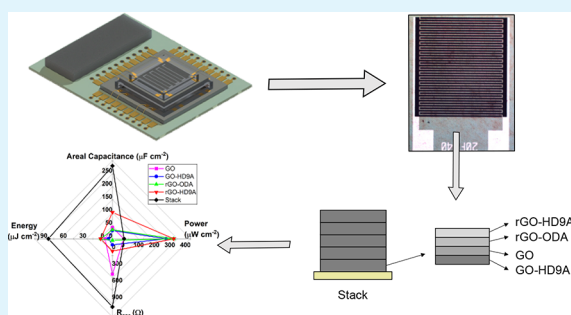 20H-40
Areal Capacitance (μF cm⁻²)
GO
GO-HD9A
rGO-ODA
rGO-HD9A
Stack
250
200
150
100
50
Energy
(μJ cm⁻²)
90 60 30
Power
(μW cm⁻²)
100 200 300 400
300
600
900
(Ω)
Stack
rGO-HD9A
rGO-ODA
GO
GO-HD9A